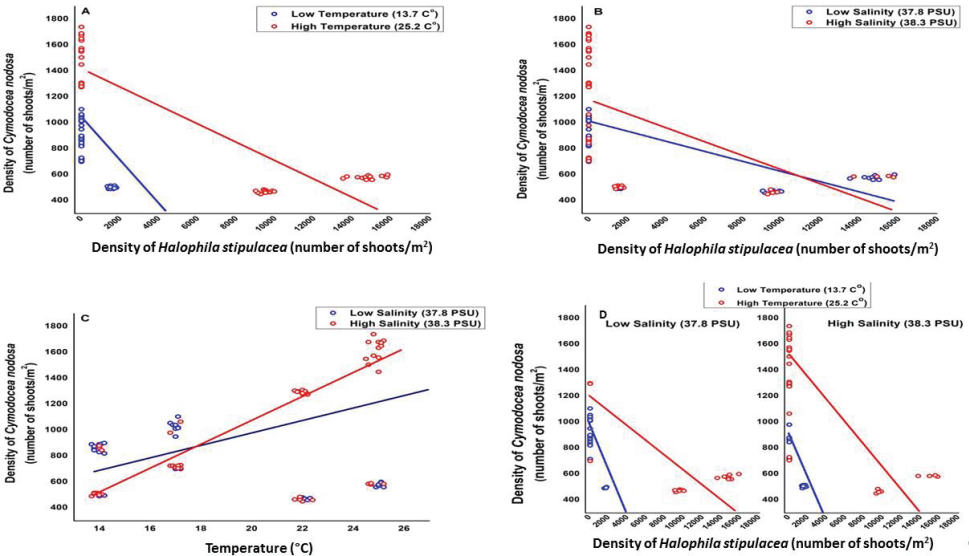 A
Low Temperature (13.7 C°)
High Temperature (25.2 C°)
Density of Cymodocea nodosa
(number of shoots/m²)
1800
1600
1400
1200
1000
800
600
400
200
0 2000 4000 6000 8000 10000 12000 14000 16000 18000
Density of Halophila stipulacea (number of shoots/m²)
B
Low Salinity (37.8 PSU)
High Salinity (38.3 PSU)
Density of Cymodocea nodosa
(number of shoots/m²)
1800
1600
1400
1200
1000
800
600
400
200
0 2000 4000 6000 8000 10000 12000 14000 16000 18000
Density of Halophila stipulacea (number of shoots/m²)
C
Low Salinity (37.8 PSU)
High Salinity (38.3 PSU)
Density of Cymodocea nodosa
(number of shoots/m²)
1800
1600
1400
1200
1000
800
600
400
14 16 18 20 22 24 26
Temperature (°C)
Low Temperature (13.7 C°)
High Temperature (25.2 C°)
D
Low Salinity (37.8 PSU)
High Salinity (38.3 PSU)
Density of Cymodocea nodosa
(number of shoots/m²)
1800
1600
1400
1200
1000
800
600
400
0 2000 4000 6000 8000 10000 12000 14000 16000 18000
0 2000 4000 6000 8000 10000 12000 14000 16000 18000
Density of Halophila stipulacea (number of shoots/m²)